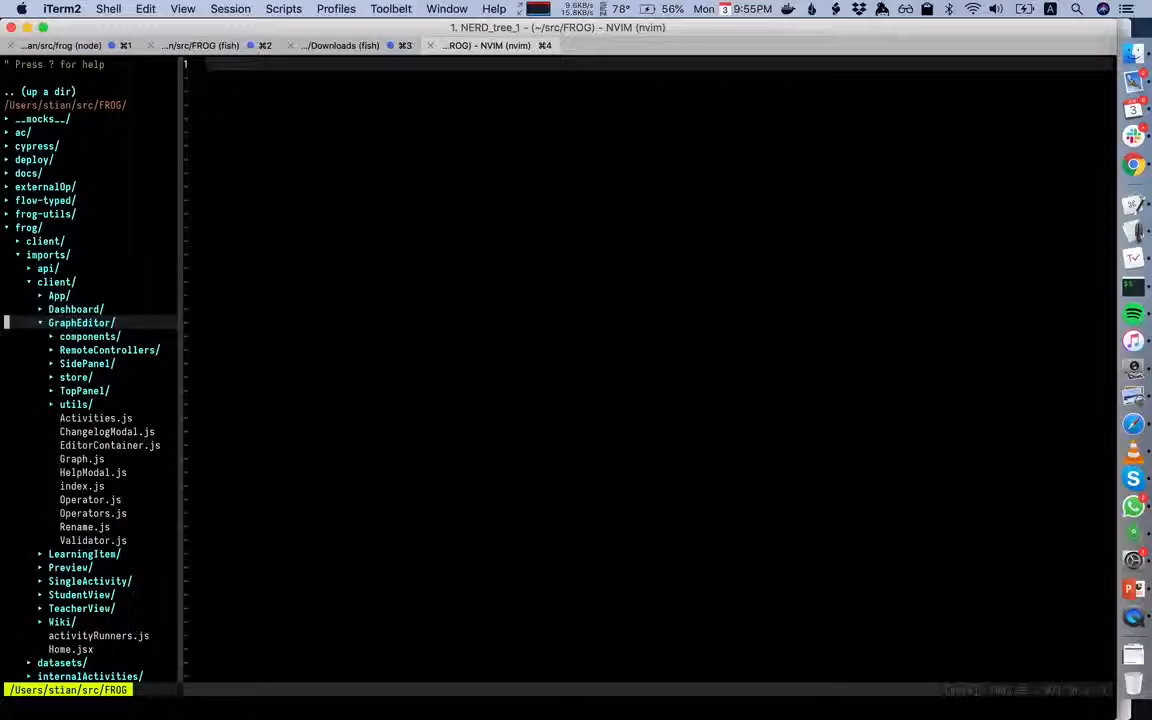 iTerm2 Shell Edit View Session Scripts Profiles Toolbelt Window Help 9.6KB/s 15.8KB/s 78° 56% Mon 3 9:55PM
1. NERD_tree_1 - (~/src/FROG) - NVIM (nvim)
...an/src/frog (node) ⌘1 ...n/src/FROG (fish) ⌘2 .../Downloads (fish) ⌘3 ...ROG) - NVIM (nvim) ⌘4
" Press ? for help
1
.. (up a dir)
/Users/stian/src/FROG/
▸ __mocks__/
▸ ac/
▸ cypress/
▸ deploy/
▸ docs/
▸ externalOp/
▸ flow-typed/
▸ frog-utils/
▾ frog/
▸ client/
▾ imports/
▸ api/
▾ client/
▸ App/
▸ Dashboard/
▾ GraphEditor/
▸ components/
▸ RemoteControllers/
▸ SidePanel/
▸ store/
▸ TopPanel/
▸ utils/
Activities.js
ChangelogModal.js
EditorContainer.js
Graph.js
HelpModal.js
index.js
Operator.js
Operators.js
Rename.js
Validator.js
▸ LearningItem/
▸ Preview/
▸ SingleActivity/
▸ StudentView/
▸ TeacherView/
▸ Wiki/
activityRunners.js
Home.jsx
▸ datasets/
▸ internalActivities/
/Users/stian/src/FROG